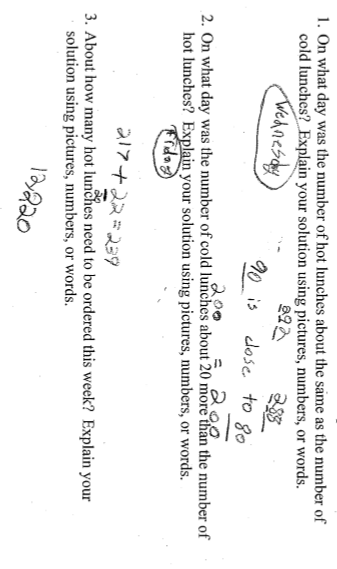 1. On what day was the number of hot lunches about the same as the number of
cold lunches? Explain your solution using pictures, numbers, or words.
292 288
Wednesday
90 is close to 80
200 = 200
2. On what day was the number of cold lunches about 20 more than the number of
hot lunches? Explain your solution using pictures, numbers, or words.
Friday
217 + 22 = 239
3. About how many hot lunches need to be ordered this week? Explain your
solution using pictures, numbers, or words.